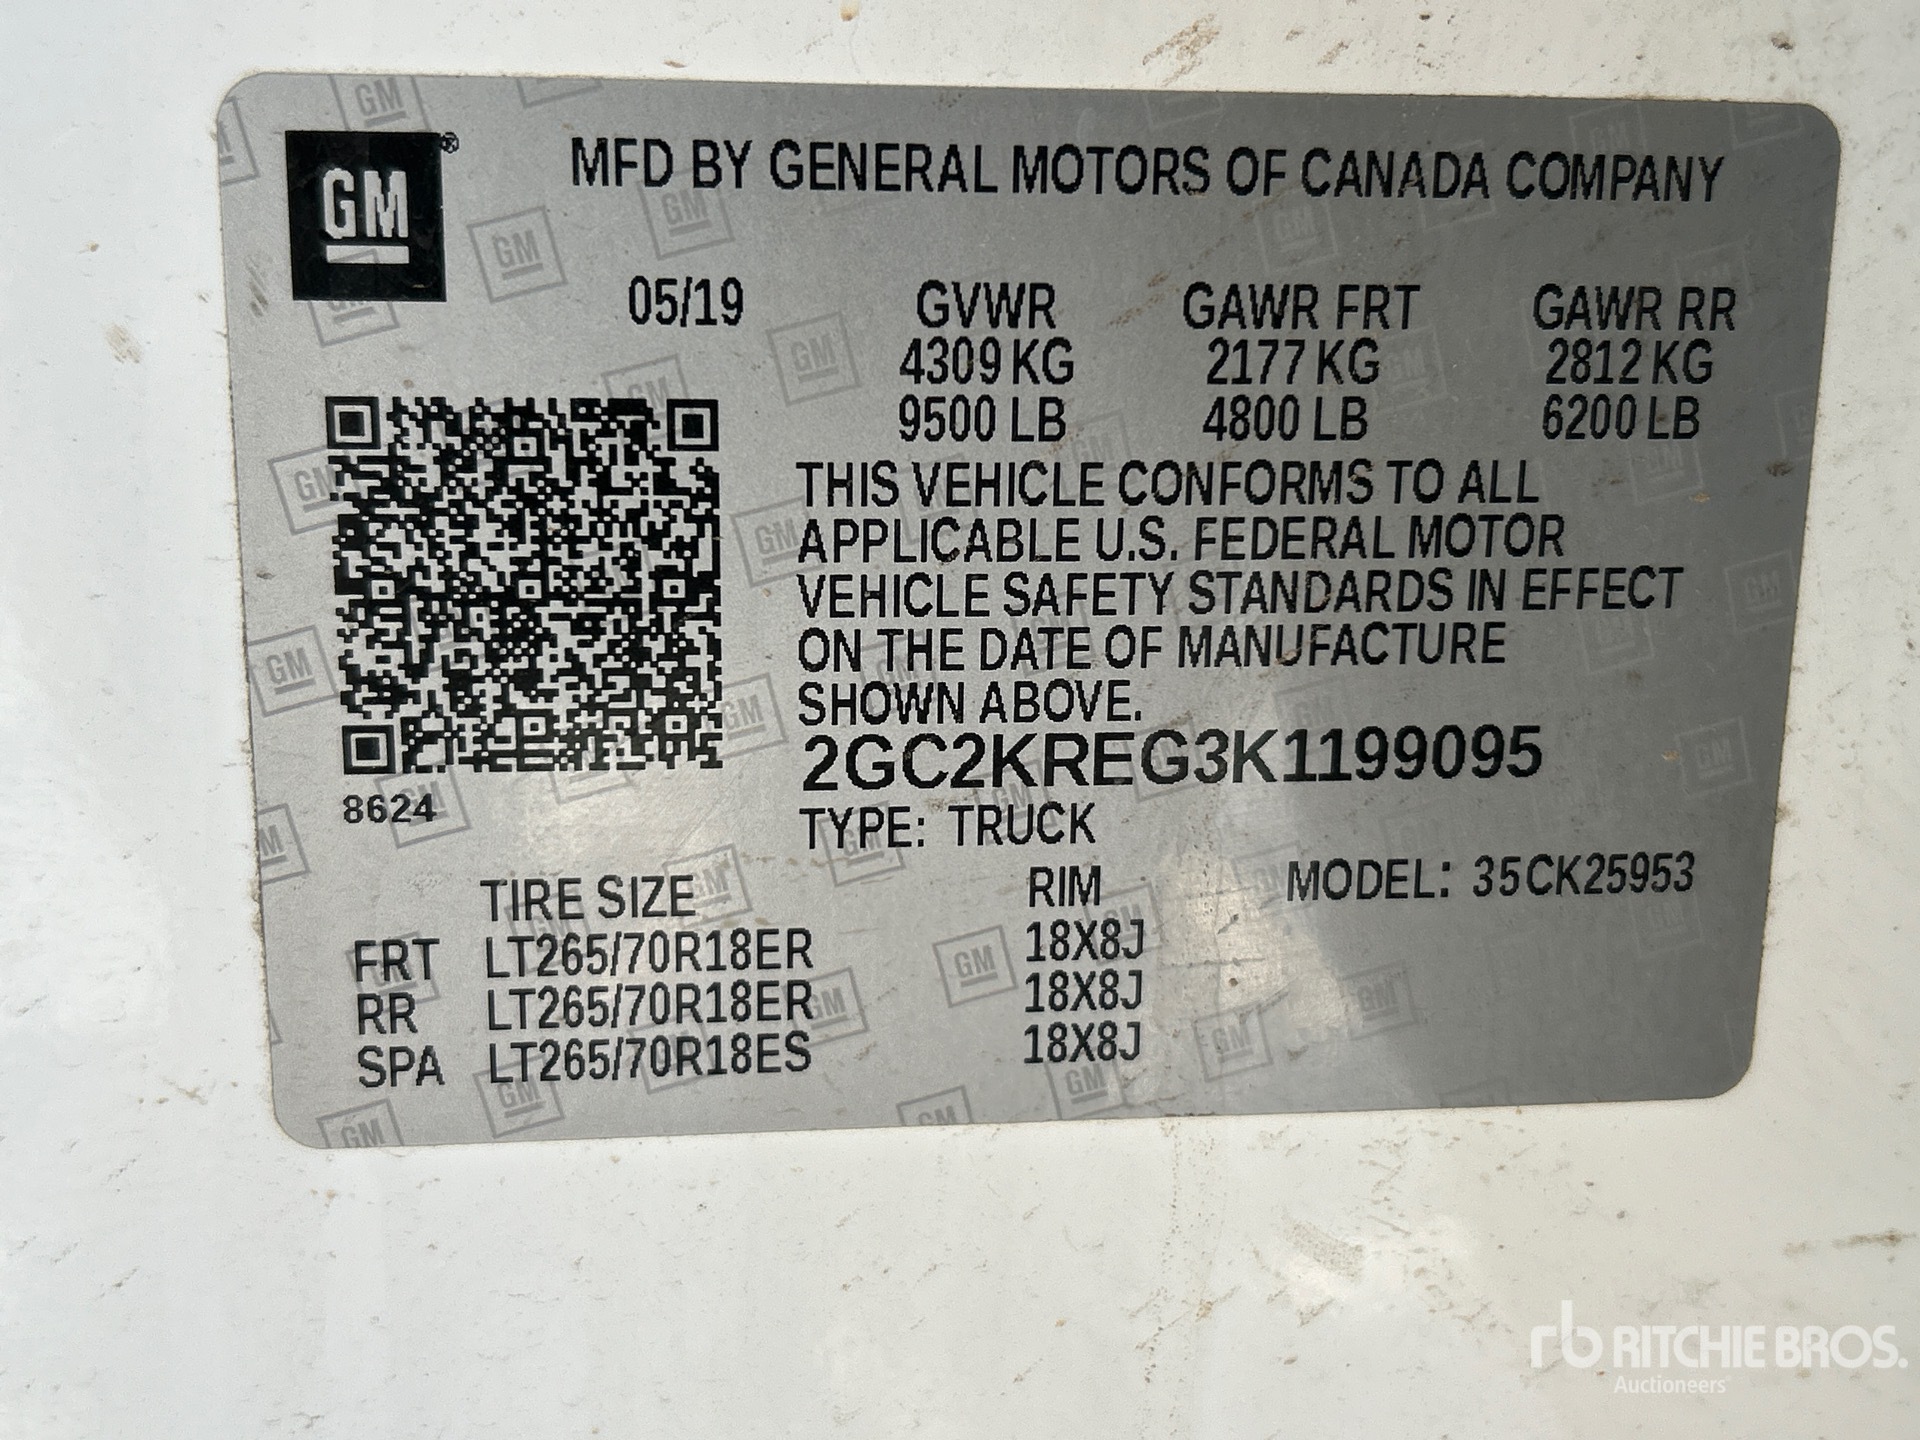 GM®
MFD BY GENERAL MOTORS OF CANADA COMPANY
05/19 GVWR GAWR FRT GAWR RR
4309 KG 2177 KG 2812 KG
9500 LB 4800 LB 6200 LB
THIS VEHICLE CONFORMS TO ALL
APPLICABLE U.S. FEDERAL MOTOR
VEHICLE SAFETY STANDARDS IN EFFECT
ON THE DATE OF MANUFACTURE
SHOWN ABOVE.
2GC2KREG3K1199095
8624
TYPE: TRUCK
TIRE SIZE RIM MODEL: 35CK25953
FRT LT265/70R18ER 18X8J
RR LT265/70R18ER 18X8J
SPA LT265/70R18ES 18X8J
rb RITCHIE BROS.
Auctioneers